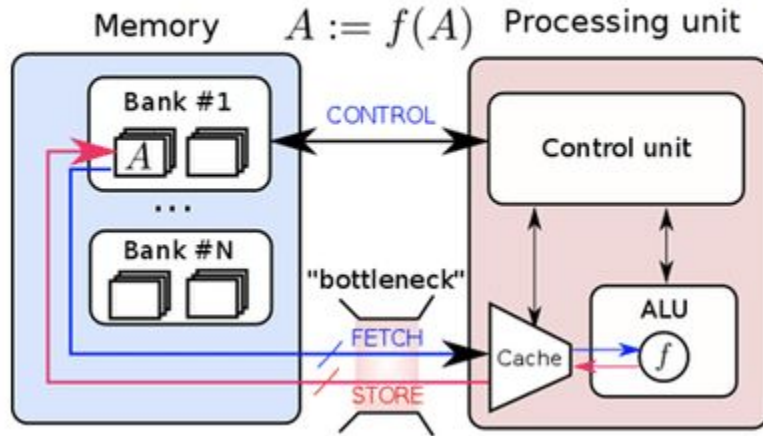 Memory
A := f(A)
Processing unit
Bank #1
A
CONTROL
Control unit
...
Bank #N
"bottleneck"
FETCH
STORE
Cache
ALU
f